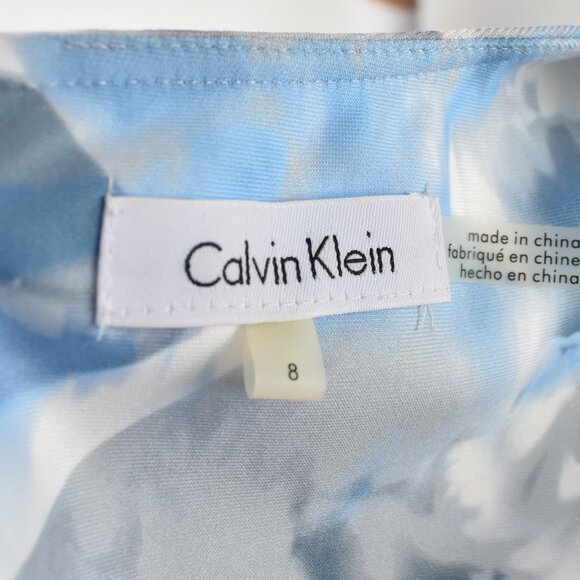 Calvin Klein
made in china
fabriqué en chine
hecho en china
8